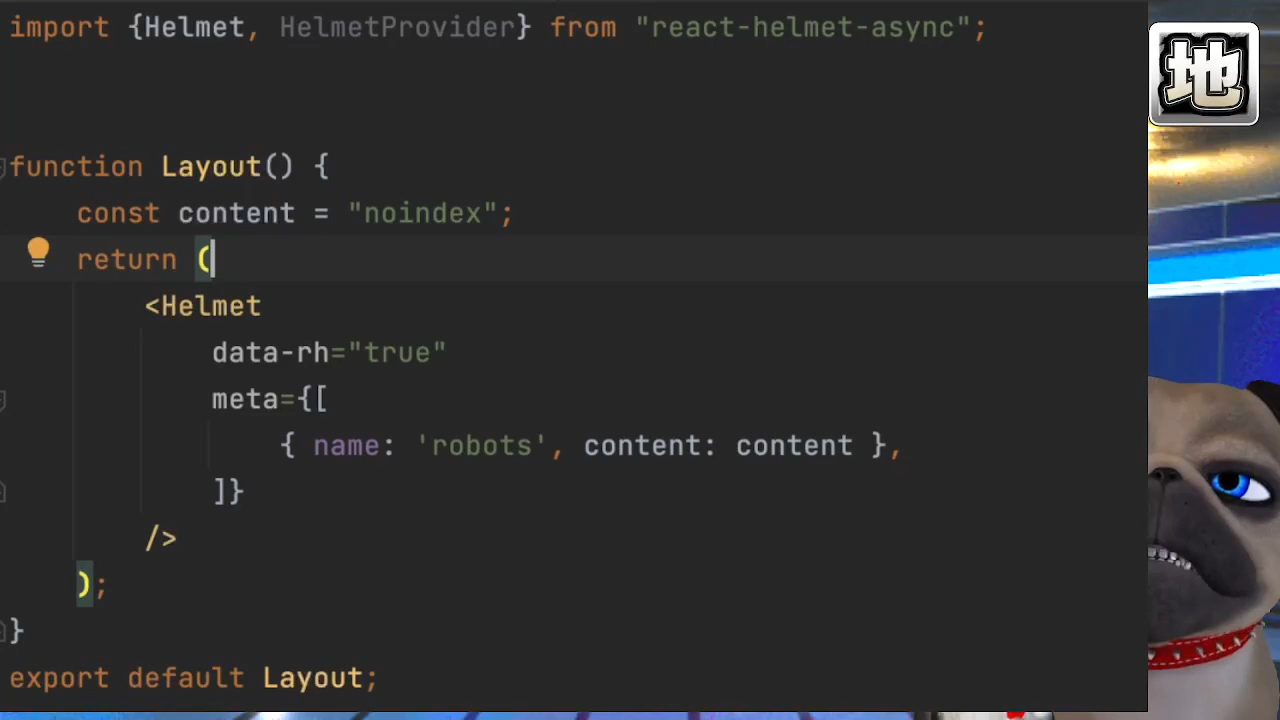 import {Helmet, HelmetProvider} from "react-helmet-async";
地
function Layout() {
    const content = "noindex";
    return (
        <Helmet
            data-rh="true"
            meta={[
                { name: 'robots', content: content },
            ]}
        />
    );
}
export default Layout;